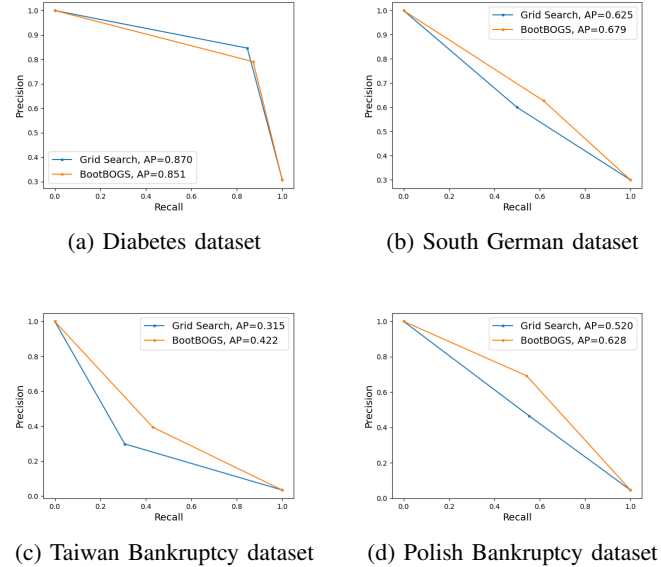 1.0
0.9
0.8
0.7
0.6
0.5
0.4
0.3
Precision
0.0 0.2 0.4 0.6 0.8 1.0
Recall
Grid Search, AP=0.870
BootBOGS, AP=0.851
(a) Diabetes dataset
1.0
0.9
0.8
0.7
0.6
0.5
0.4
0.3
Precision
0.0 0.2 0.4 0.6 0.8 1.0
Recall
Grid Search, AP=0.625
BootBOGS, AP=0.679
(b) South German dataset
1.0
0.8
0.6
0.4
0.2
0.0
Precision
0.0 0.2 0.4 0.6 0.8 1.0
Recall
Grid Search, AP=0.315
BootBOGS, AP=0.422
(c) Taiwan Bankruptcy dataset
1.0
0.8
0.6
0.4
0.2
0.0
Precision
0.0 0.2 0.4 0.6 0.8 1.0
Recall
Grid Search, AP=0.520
BootBOGS, AP=0.628
(d) Polish Bankruptcy dataset